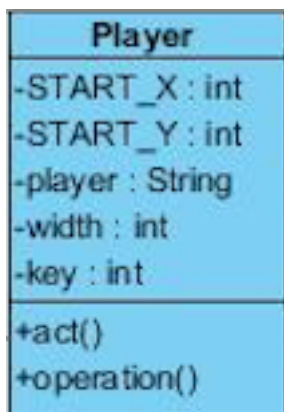 Player
-START_X : int
-START_Y : int
-player : String
-width : int
-key : int
+act()
+operation()